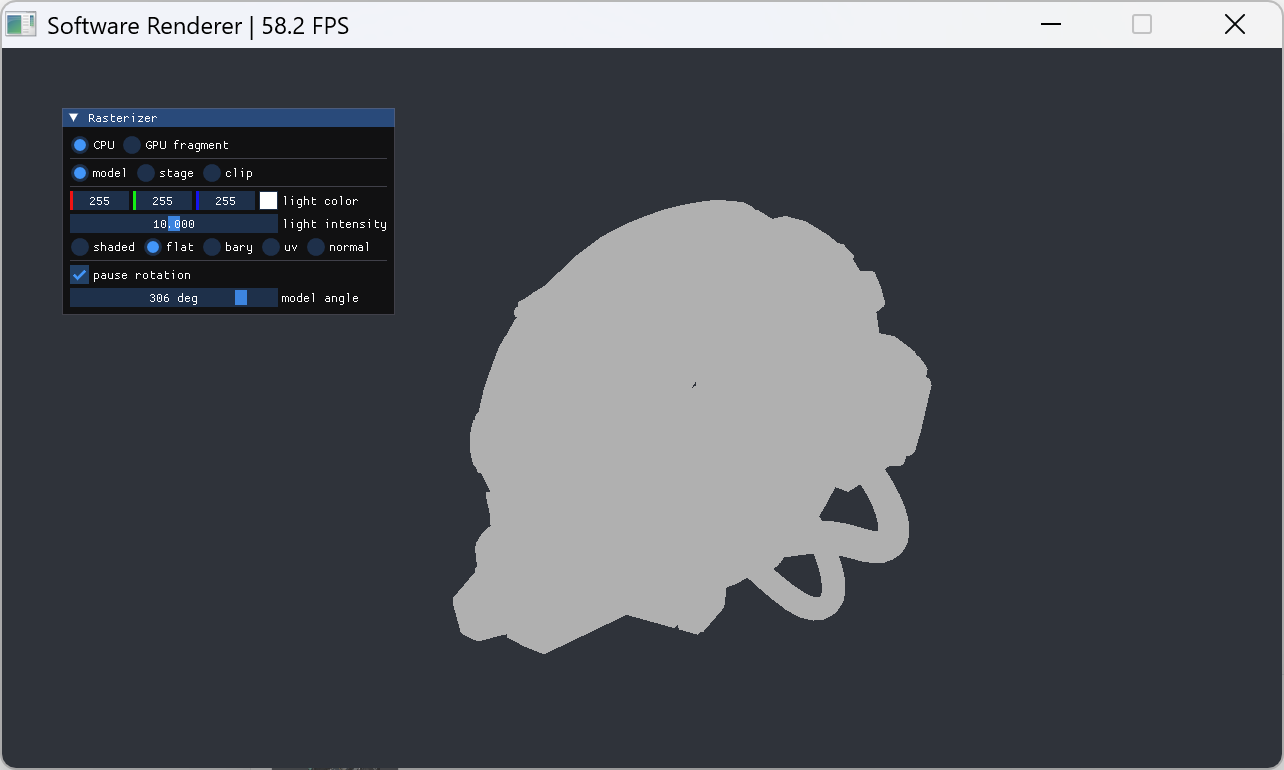 Software Renderer | 58.2 FPS
Rasterizer
CPU GPU fragment
model stage clip
255 255 255 light color
10.000 light intensity
shaded flat bary uv normal
pause rotation
306 deg model angle